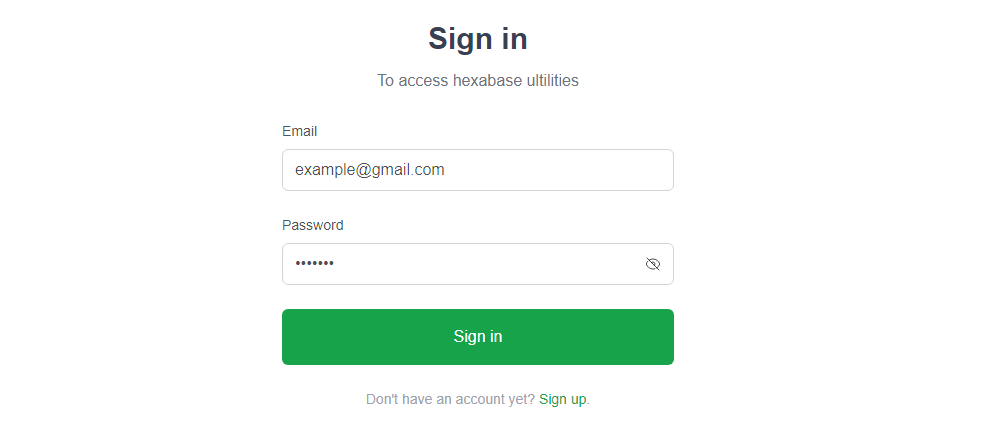 Sign in
To access hexabase ultilities
Email
example@gmail.com
Password
•••••••
Sign in
Don't have an account yet? Sign up.